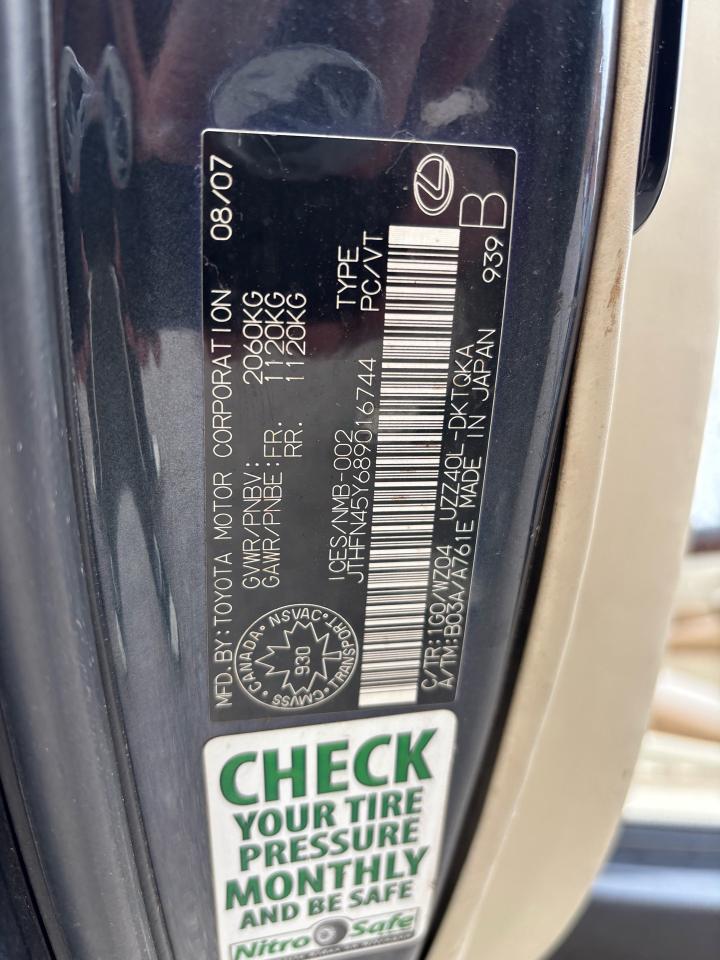 MFD.BY: TOYOTA MOTOR CORPORATION 08/07
GVWR/PNBV: 2060KG
GAWR/PNBE: FR. 1120KG
RR. 1120KG
CANADA • NSVAC • TRANSPORT • CMVSS •
930
ICES/NMB-002 TYPE
JTHFN45Y689016744 PC/VT
C/TR: 1G0/WZ04 UZZ40L-DKTQKA
A/TM: B03A/A761E MADE IN JAPAN 939 B
CHECK
YOUR TIRE
PRESSURE
MONTHLY
AND BE SAFE
Nitro Safe